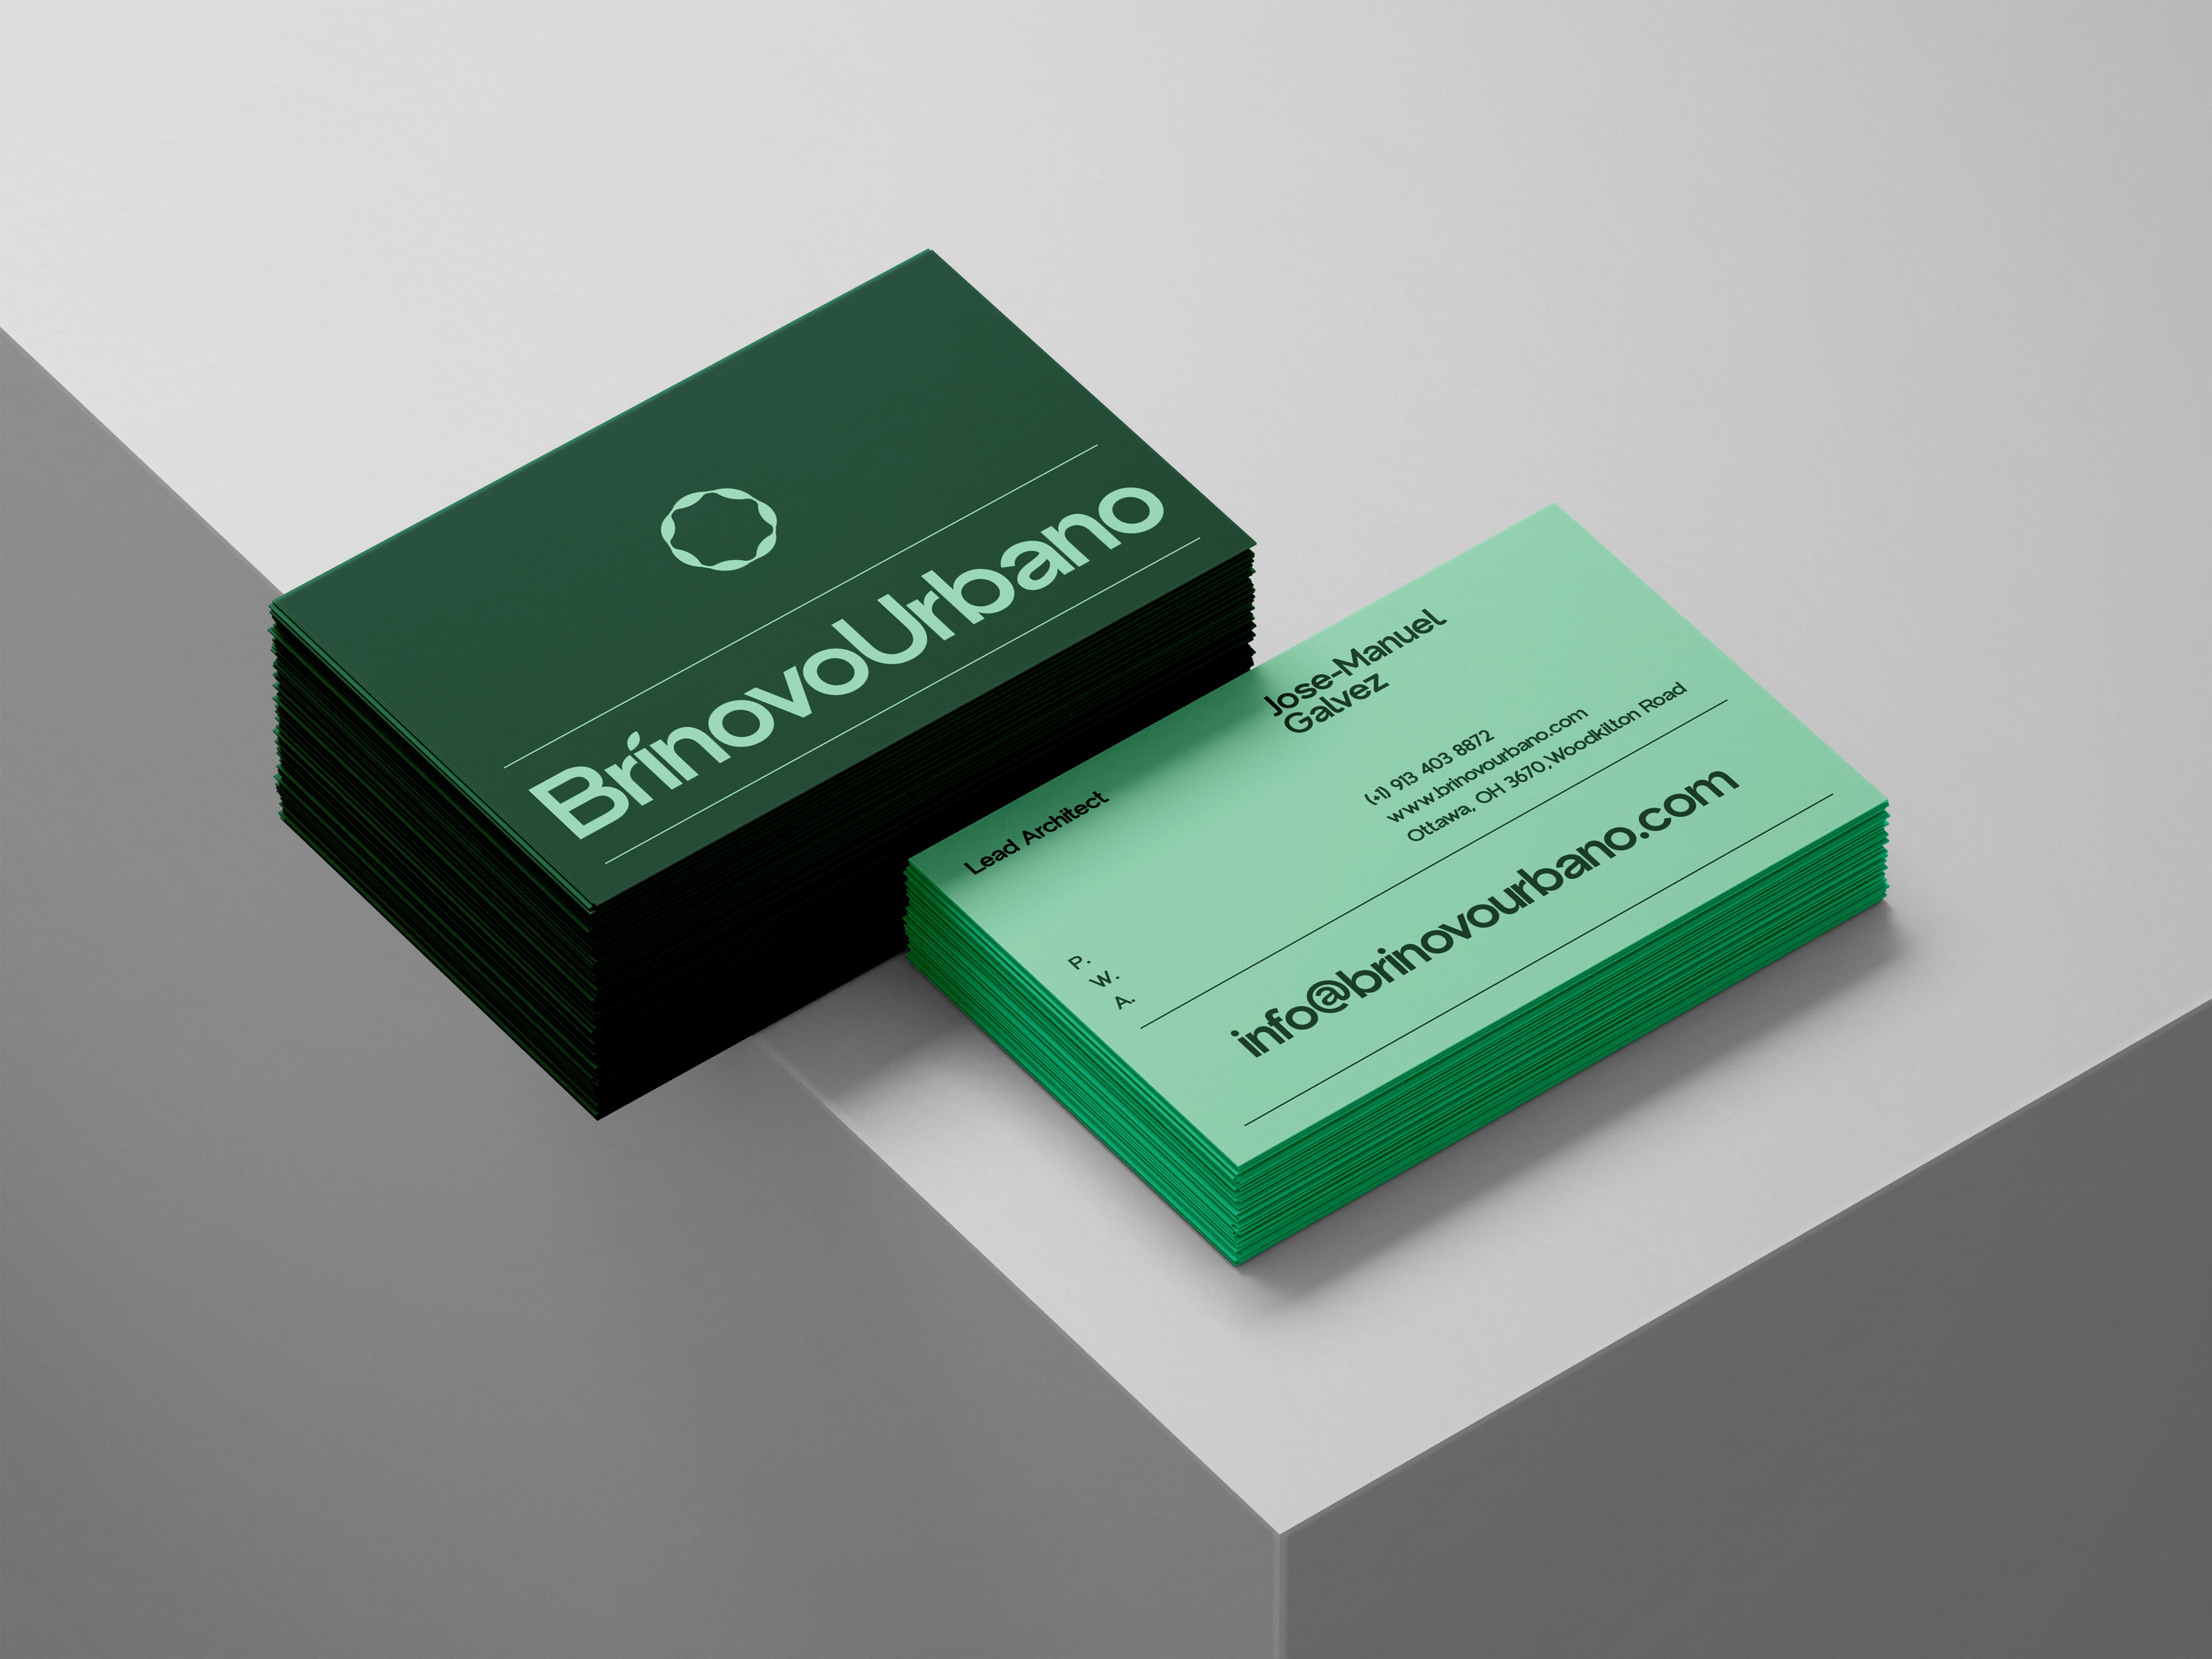 BrinovoUrbano
Lead Architect
Jose-Manuel
Galvez
P. (+1) 913 403 8872
W. www.brinovourbano.com
A. Ottawa, OH 3670,Woodkilton Road
info@brinovourbano.com